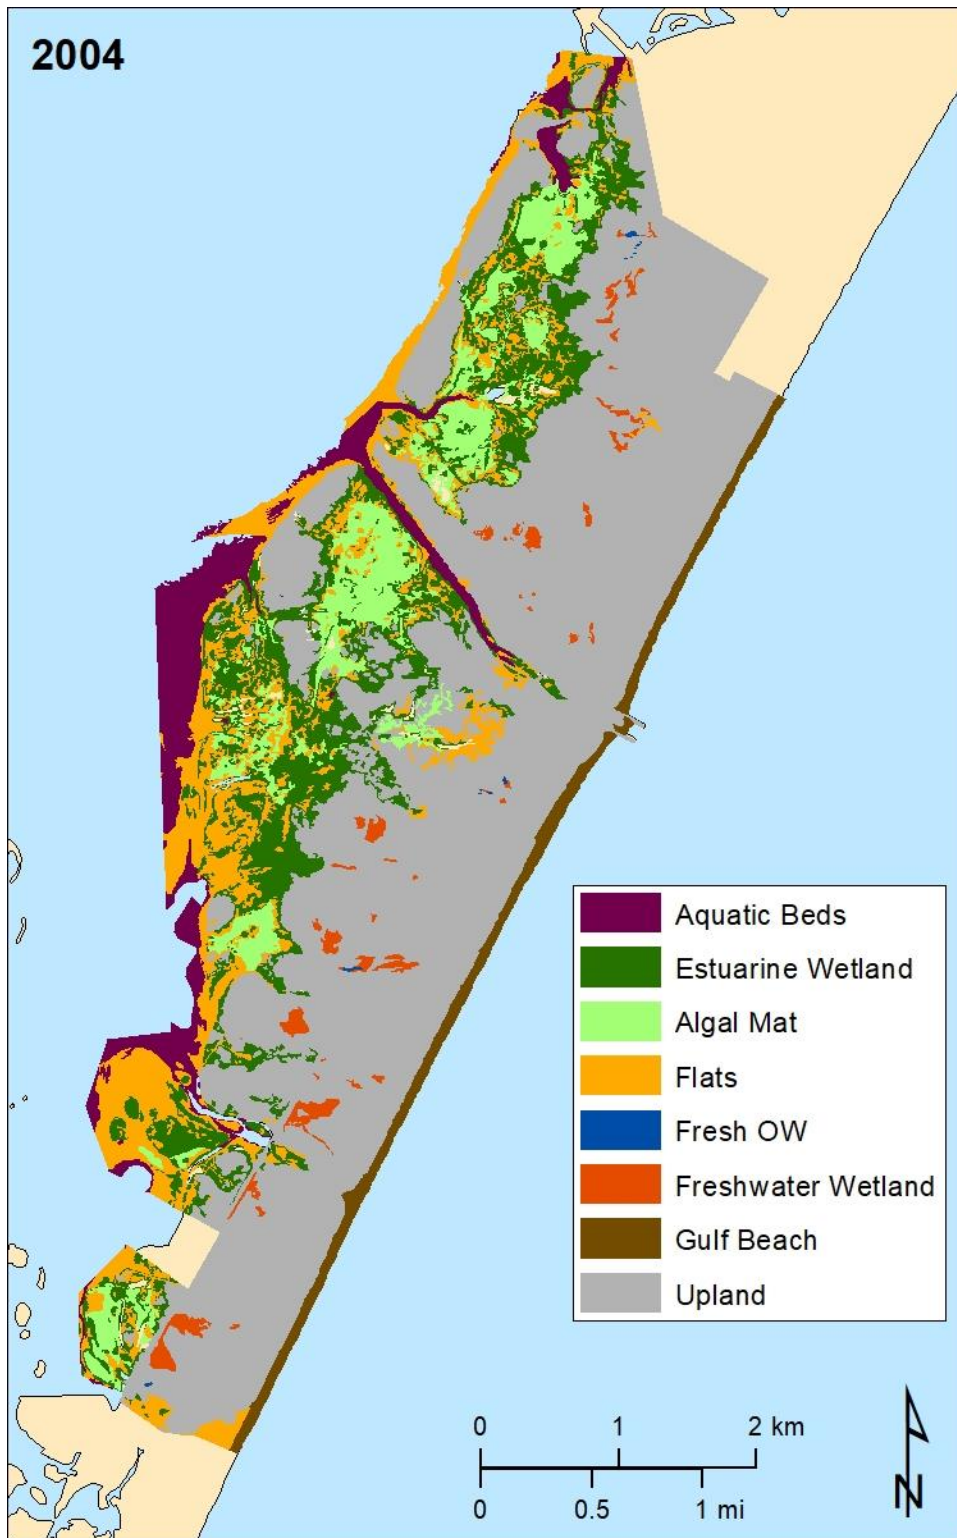 2004
Aquatic Beds
Estuarine Wetland
Algal Mat
Flats
Fresh OW
Freshwater Wetland
Gulf Beach
Upland
0 1 2 km
0 0.5 1 mi
N